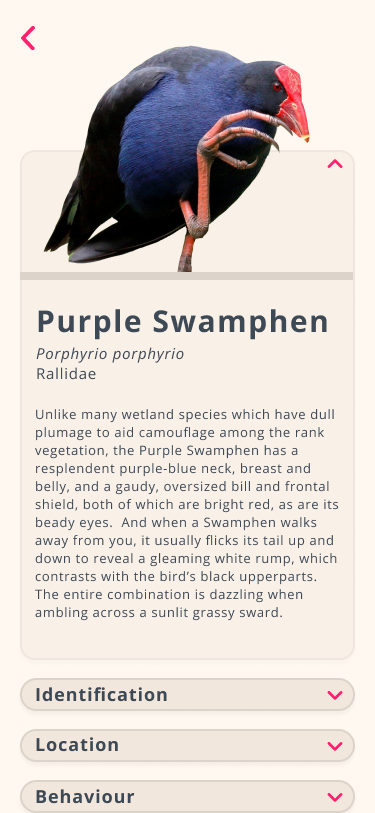 Purple Swamphen
Porphyrio porphyrio
Rallidae
Unlike many wetland species which have dull
plumage to aid camouflage among the rank
vegetation, the Purple Swamphen has a
resplendent purple-blue neck, breast and
belly, and a gaudy, oversized bill and frontal
shield, both of which are bright red, as are its
beady eyes.  And when a Swamphen walks
away from you, it usually flicks its tail up and
down to reveal a gleaming white rump, which
contrasts with the bird’s black upperparts.
The entire combination is dazzling when
ambling across a sunlit grassy sward.
Identification
Location
Behaviour